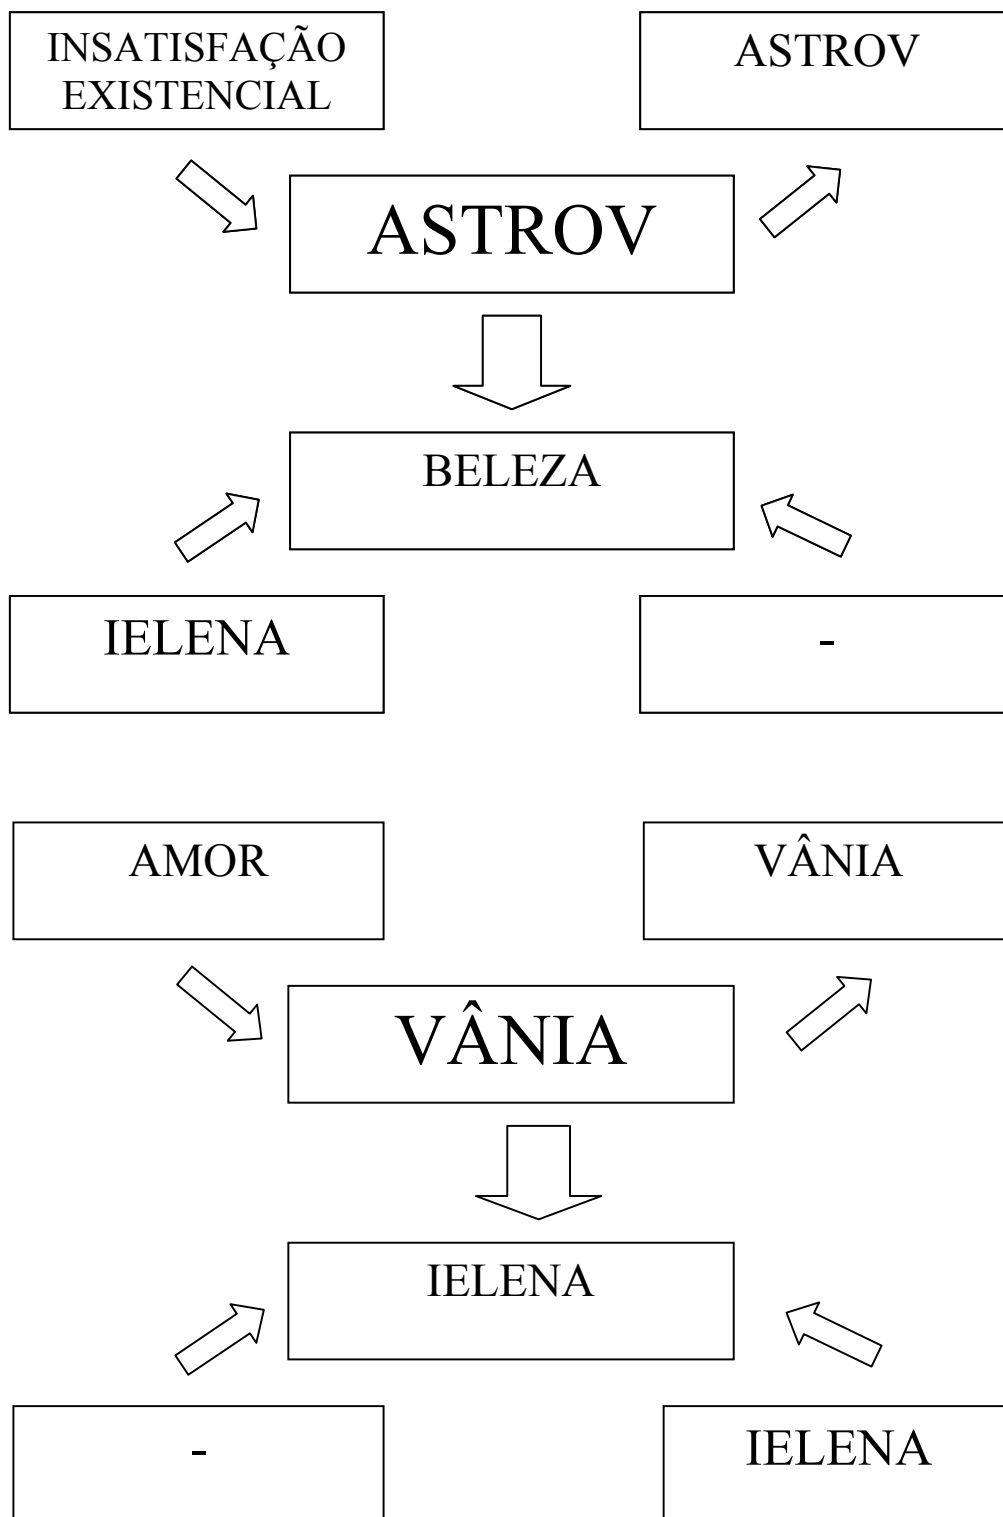 INSATISFAÇÃO
EXISTENCIAL
ASTROV
ASTROV
BELEZA
IELENA
-
AMOR
VÂNIA
VÂNIA
IELENA
-
IELENA